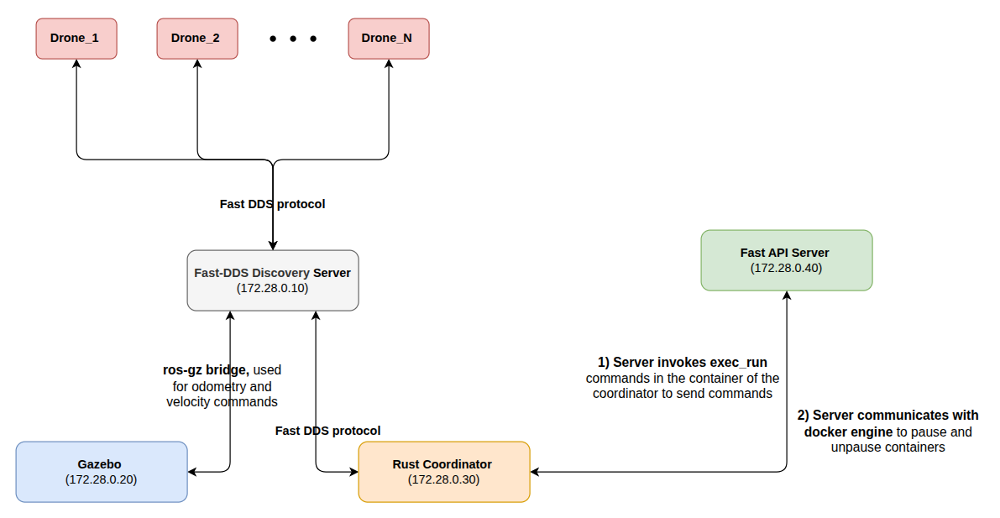 Drone_1
Drone_2
Drone_N
Fast DDS protocol
Fast-DDS Discovery Server
(172.28.0.10)
Fast API Server
(172.28.0.40)
ros-gz bridge, used
for odometry and
velocity commands
1) Server invokes exec_run
commands in the container of the
coordinator to send commands
2) Server communicates with
docker engine to pause and
unpause containers
Fast DDS protocol
Gazebo
(172.28.0.20)
Rust Coordinator
(172.28.0.30)